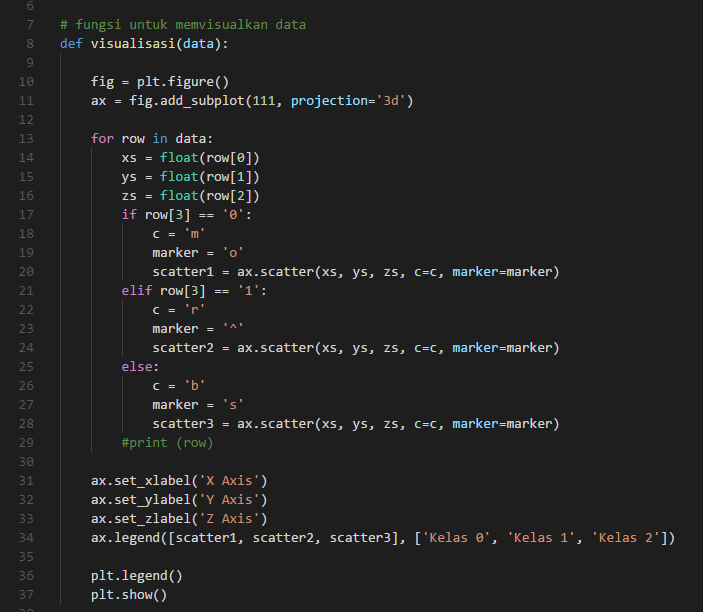 6
7 # fungsi untuk memvisualkan data
8 def visualisasi(data):
9
10 fig = plt.figure()
11 ax = fig.add_subplot(111, projection='3d')
12
13 for row in data:
14 xs = float(row[0])
15 ys = float(row[1])
16 zs = float(row[2])
17 if row[3] == '0':
18 c = 'm'
19 marker = 'o'
20 scatter1 = ax.scatter(xs, ys, zs, c=c, marker=marker)
21 elif row[3] == '1':
22 c = 'r'
23 marker = '^'
24 scatter2 = ax.scatter(xs, ys, zs, c=c, marker=marker)
25 else:
26 c = 'b'
27 marker = 's'
28 scatter3 = ax.scatter(xs, ys, zs, c=c, marker=marker)
29 #print (row)
30
31 ax.set_xlabel('X Axis')
32 ax.set_ylabel('Y Axis')
33 ax.set_zlabel('Z Axis')
34 ax.legend([scatter1, scatter2, scatter3], ['Kelas 0', 'Kelas 1', 'Kelas 2'])
35
36 plt.legend()
37 plt.show()